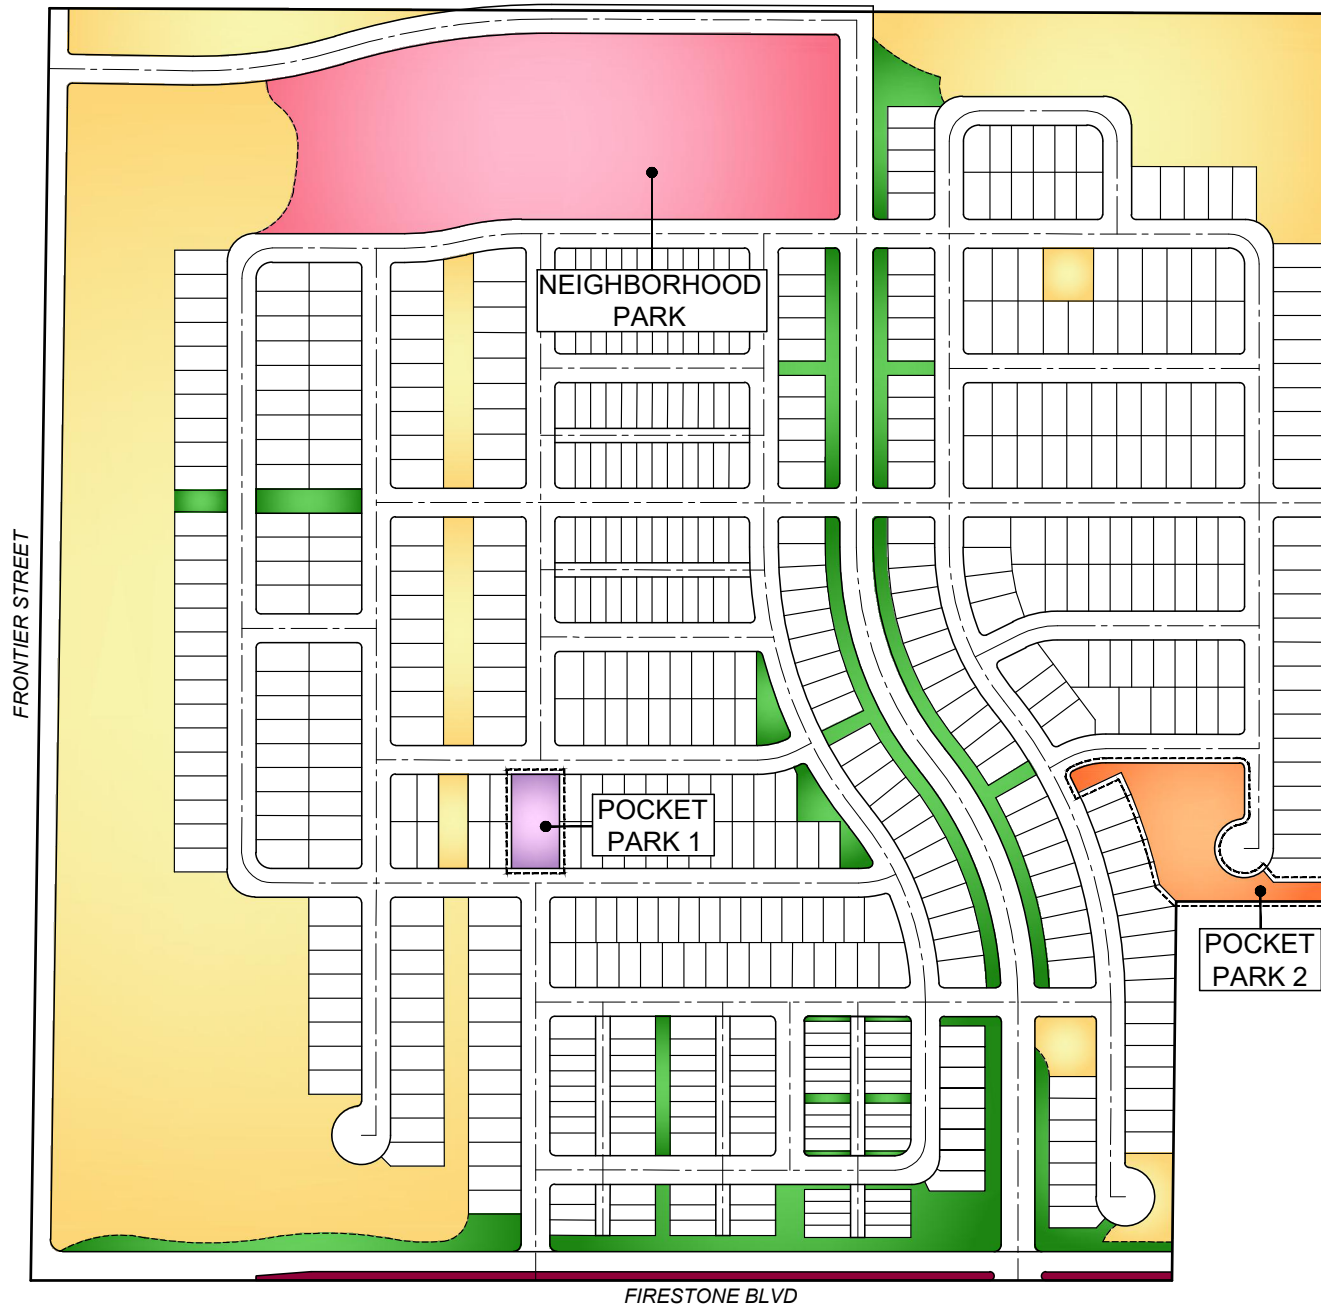 NEIGHBORHOOD
PARK
FRONTIER STREET
POCKET
PARK 1
POCKET
PARK 2
FIRESTONE BLVD